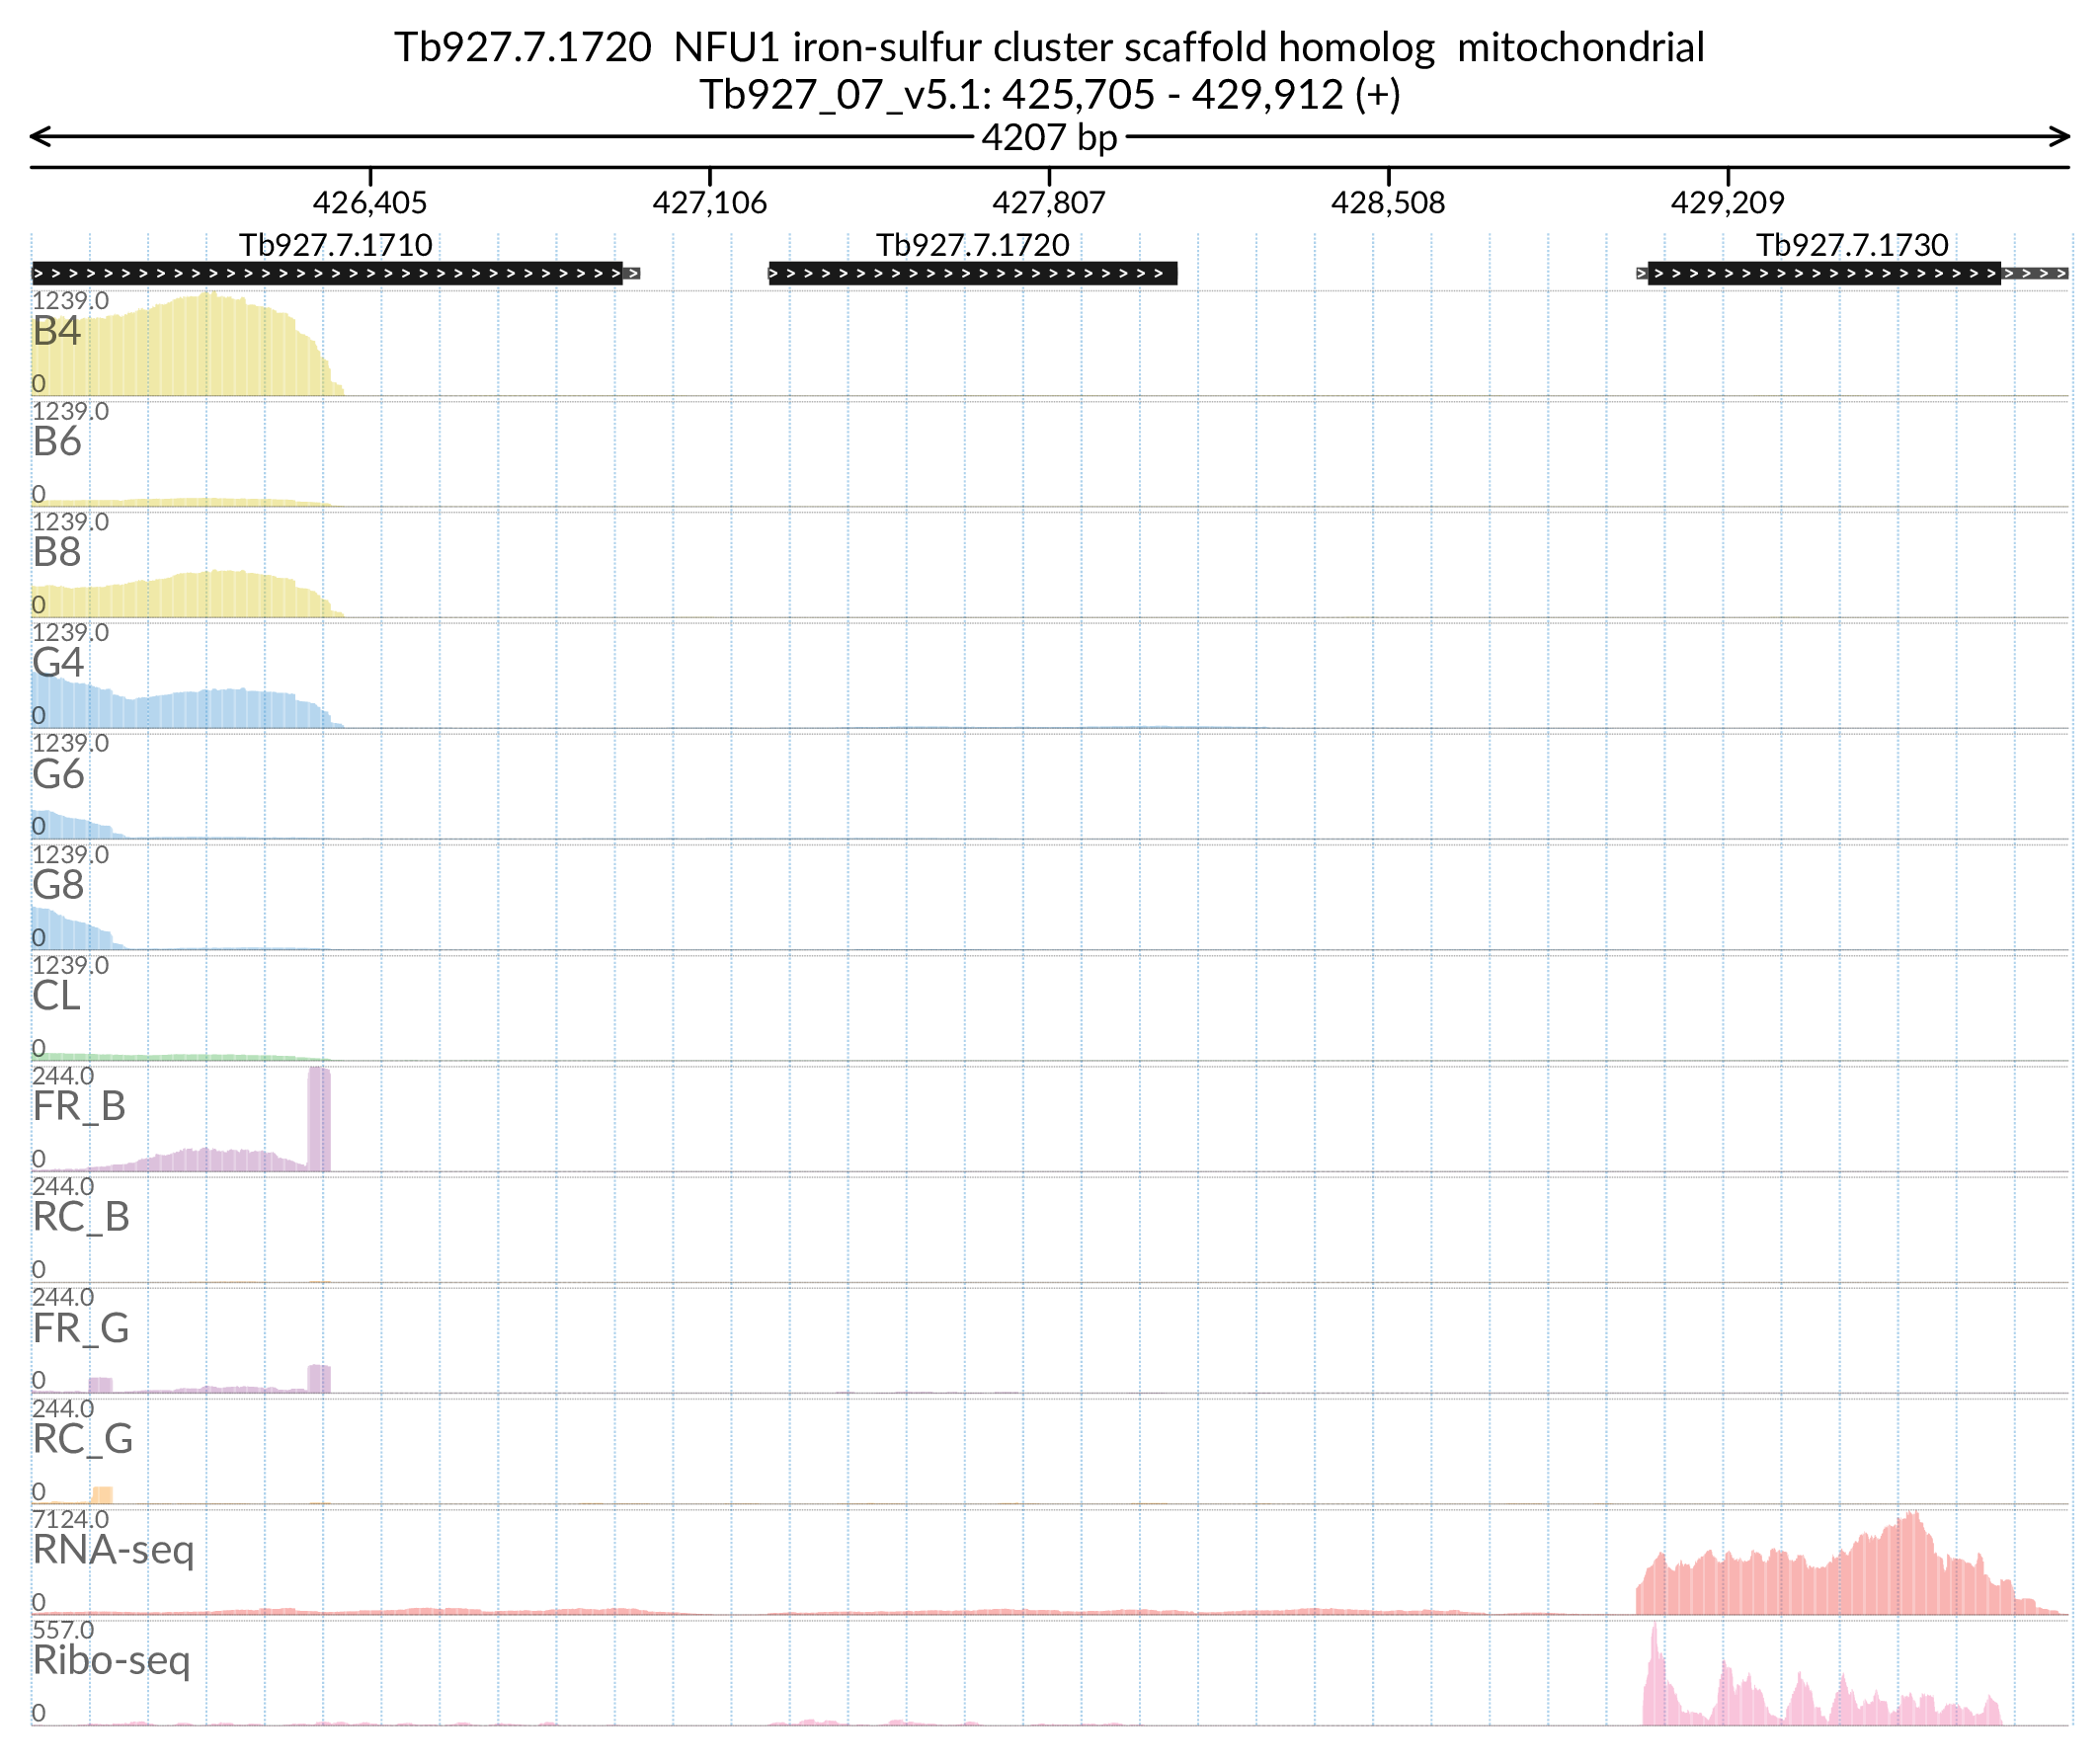 Tb927.7.1720  NFU1 iron-sulfur cluster scaffold homolog  mitochondrial
Tb927_07_v5.1: 425,705 - 429,912 (+)
4207 bp
426,405 427,106 427,807 428,508 429,209
Tb927.7.1710 Tb927.7.1720 Tb927.7.1730
1239.0
B4
0
1239.0
B6
0
1239.0
B8
0
1239.0
G4
0
1239.0
G6
0
1239.0
G8
0
1239.0
CL
0
244.0
FR_B
0
244.0
RC_B
0
244.0
FR_G
0
244.0
RC_G
0
7124.0
RNA-seq
0
557.0
Ribo-seq
0